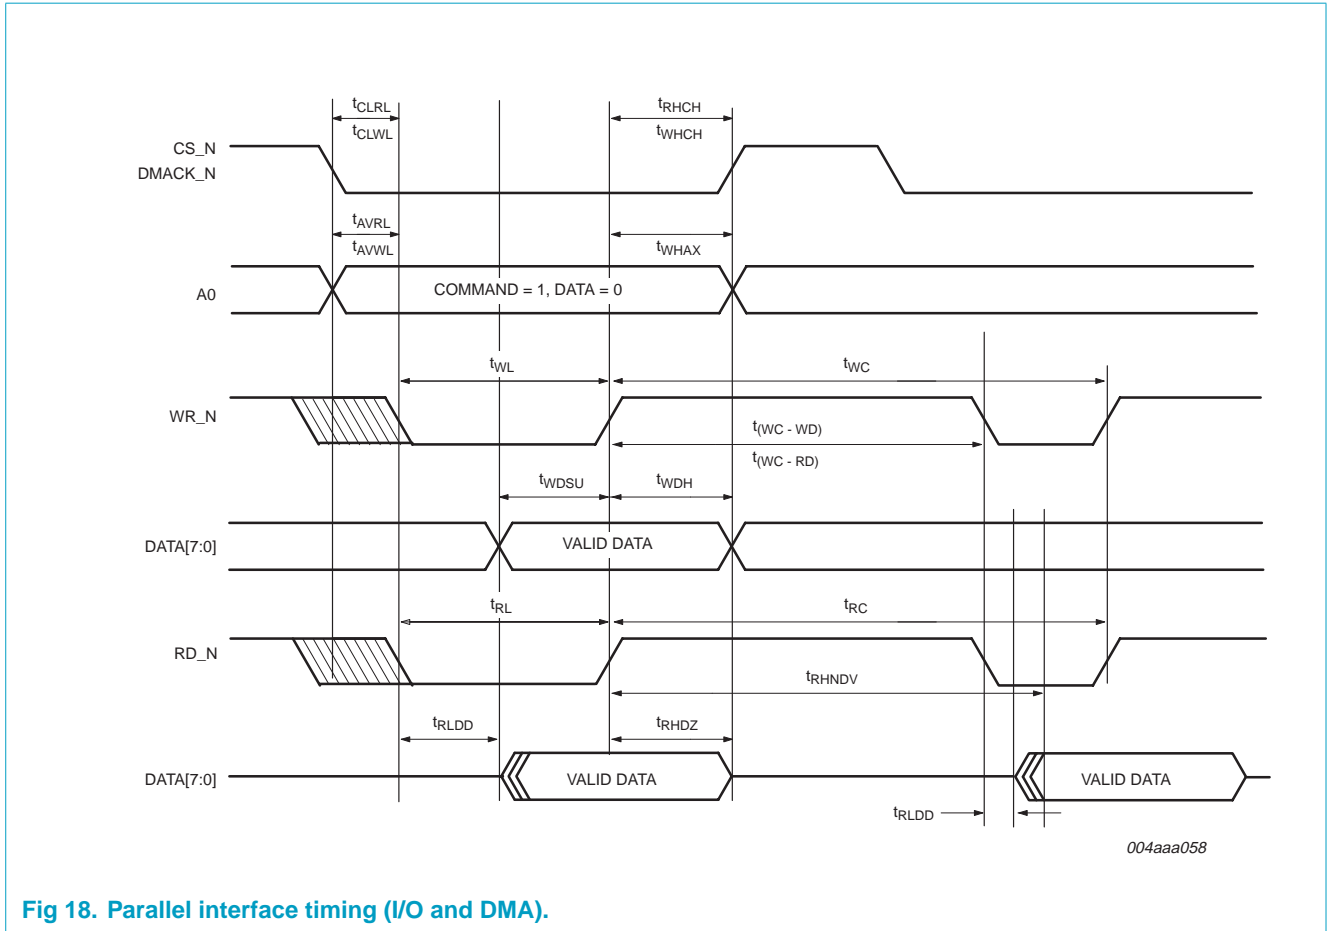 tCLRL
tRHCH
tCLWL
tWHCH
CS_N
DMACK_N
tAVRL
tAVWL
tWHAX
A0
COMMAND = 1, DATA = 0
tWL
tWC
WR_N
t(WC - WD)
t(WC - RD)
tWDSU
tWDH
DATA[7:0]
VALID DATA
tRL
tRC
RD_N
tRHNDV
tRLDD
tRHDZ
DATA[7:0]
VALID DATA
VALID DATA
tRLDD
004aaa058
Fig 18. Parallel interface timing (I/O and DMA).